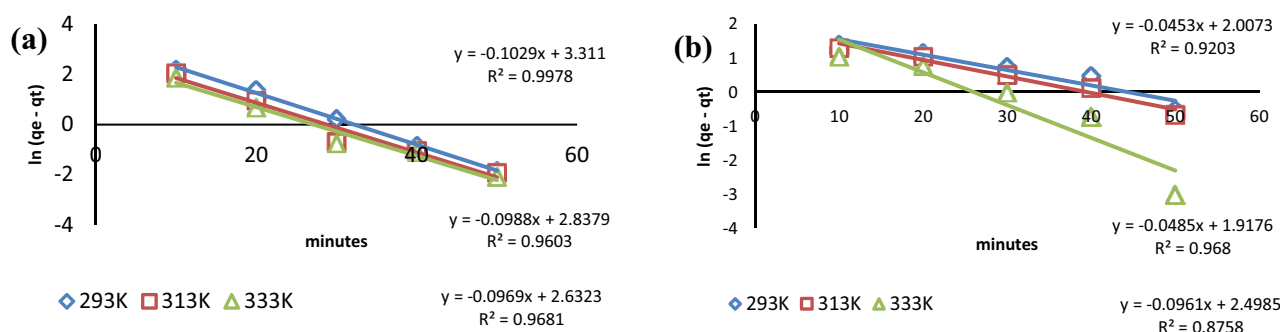 (a)
ln (qe - qt)
4
2
0
-2
-4
0
20
40
60
minutes
y = -0.1029x + 3.311
R² = 0.9978
y = -0.0988x + 2.8379
R² = 0.9603
y = -0.0969x + 2.6323
R² = 0.9681
293K 313K 333K
(b)
ln (qe - qt)
2
1
0
-1
-2
-3
-4
0
10
20
30
40
50
60
minutes
y = -0.0453x + 2.0073
R² = 0.9203
y = -0.0485x + 1.9176
R² = 0.968
y = -0.0961x + 2.4985
R² = 0.8758
293K 313K 333K